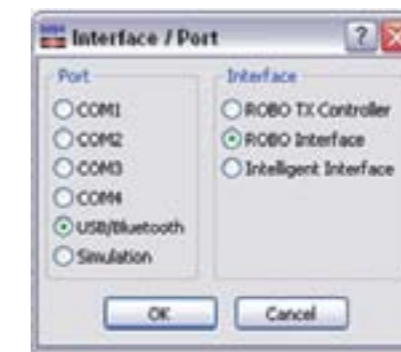 Interface / Port
Port
COM1
COM2
COM3
COM4
USB/Bluetooth
Simulation
Interface
ROBO TX Controller
ROBO Interface
Intelligent Interface
OK
Cancel